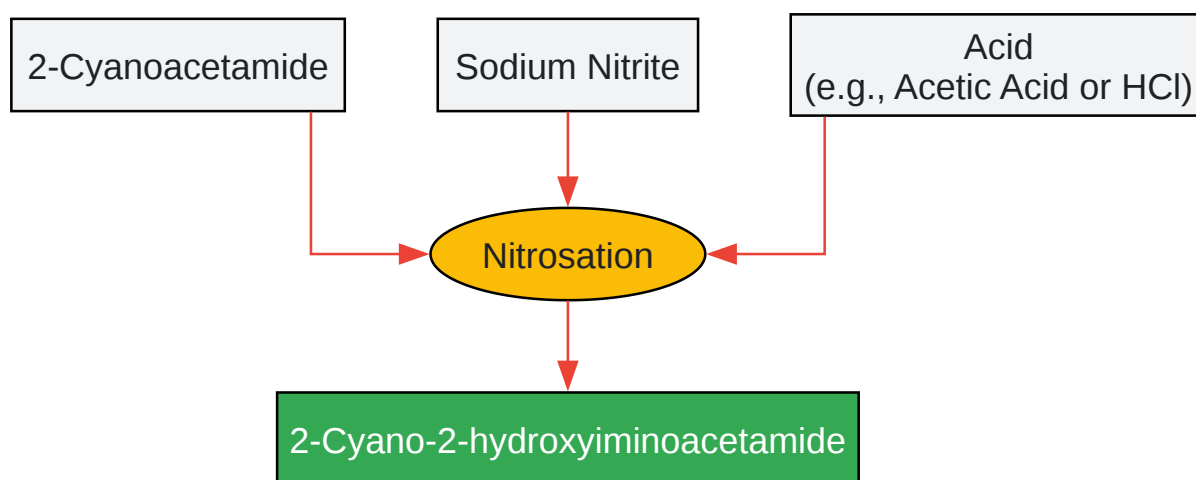 2-Cyanoacetamide
Sodium Nitrite
Acid
(e.g., Acetic Acid or HCl)
Nitrosation
2-Cyano-2-hydroxyiminoacetamide